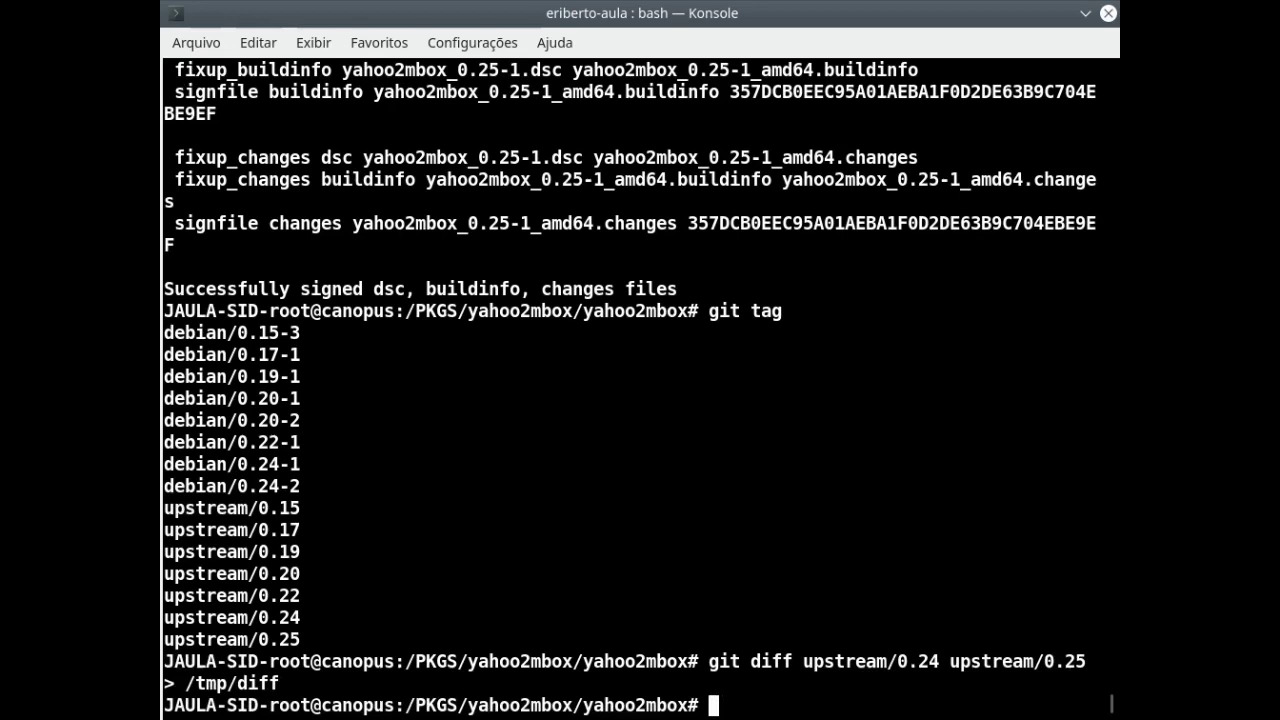 eriberto-aula : bash — Konsole
Arquivo Editar Exibir Favoritos Configurações Ajuda
fixup_buildinfo yahoo2mbox_0.25-1.dsc yahoo2mbox_0.25-1_amd64.buildinfo
signfile buildinfo yahoo2mbox_0.25-1_amd64.buildinfo 357DCB0EEC95A01AEBA1F0D2DE63B9C704E
BE9EF
fixup_changes dsc yahoo2mbox_0.25-1.dsc yahoo2mbox_0.25-1_amd64.changes
fixup_changes buildinfo yahoo2mbox_0.25-1_amd64.buildinfo yahoo2mbox_0.25-1_amd64.change
s
signfile changes yahoo2mbox_0.25-1_amd64.changes 357DCB0EEC95A01AEBA1F0D2DE63B9C704EBE9E
F
Successfully signed dsc, buildinfo, changes files
JAULA-SID-root@canopus:/PKGS/yahoo2mbox/yahoo2mbox# git tag
debian/0.15-3
debian/0.17-1
debian/0.19-1
debian/0.20-1
debian/0.20-2
debian/0.22-1
debian/0.24-1
debian/0.24-2
upstream/0.15
upstream/0.17
upstream/0.19
upstream/0.20
upstream/0.22
upstream/0.24
upstream/0.25
JAULA-SID-root@canopus:/PKGS/yahoo2mbox/yahoo2mbox# git diff upstream/0.24 upstream/0.25
> /tmp/diff
JAULA-SID-root@canopus:/PKGS/yahoo2mbox/yahoo2mbox#